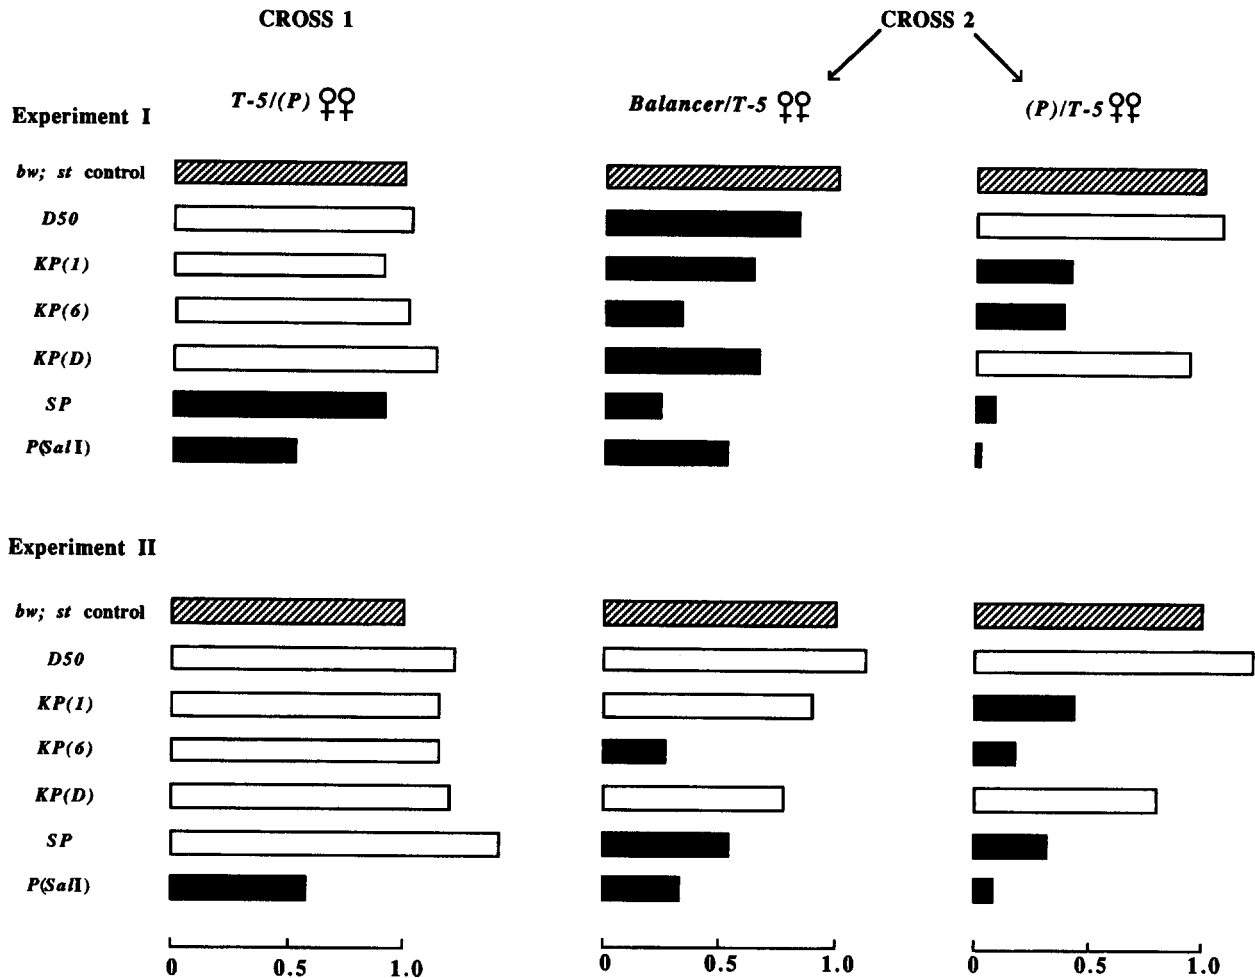 CROSS 1
CROSS 2
Experiment I
T-5/(P) ♀♀
Balancer/T-5 ♀♀
(P)/T-5 ♀♀
bw; st control
D50
KP(1)
KP(6)
KP(D)
SP
P(SalI)
Experiment II
bw; st control
D50
KP(1)
KP(6)
KP(D)
SP
P(SalI)
0 0.5 1.0
0 0.5 1.0
0 0.5 1.0